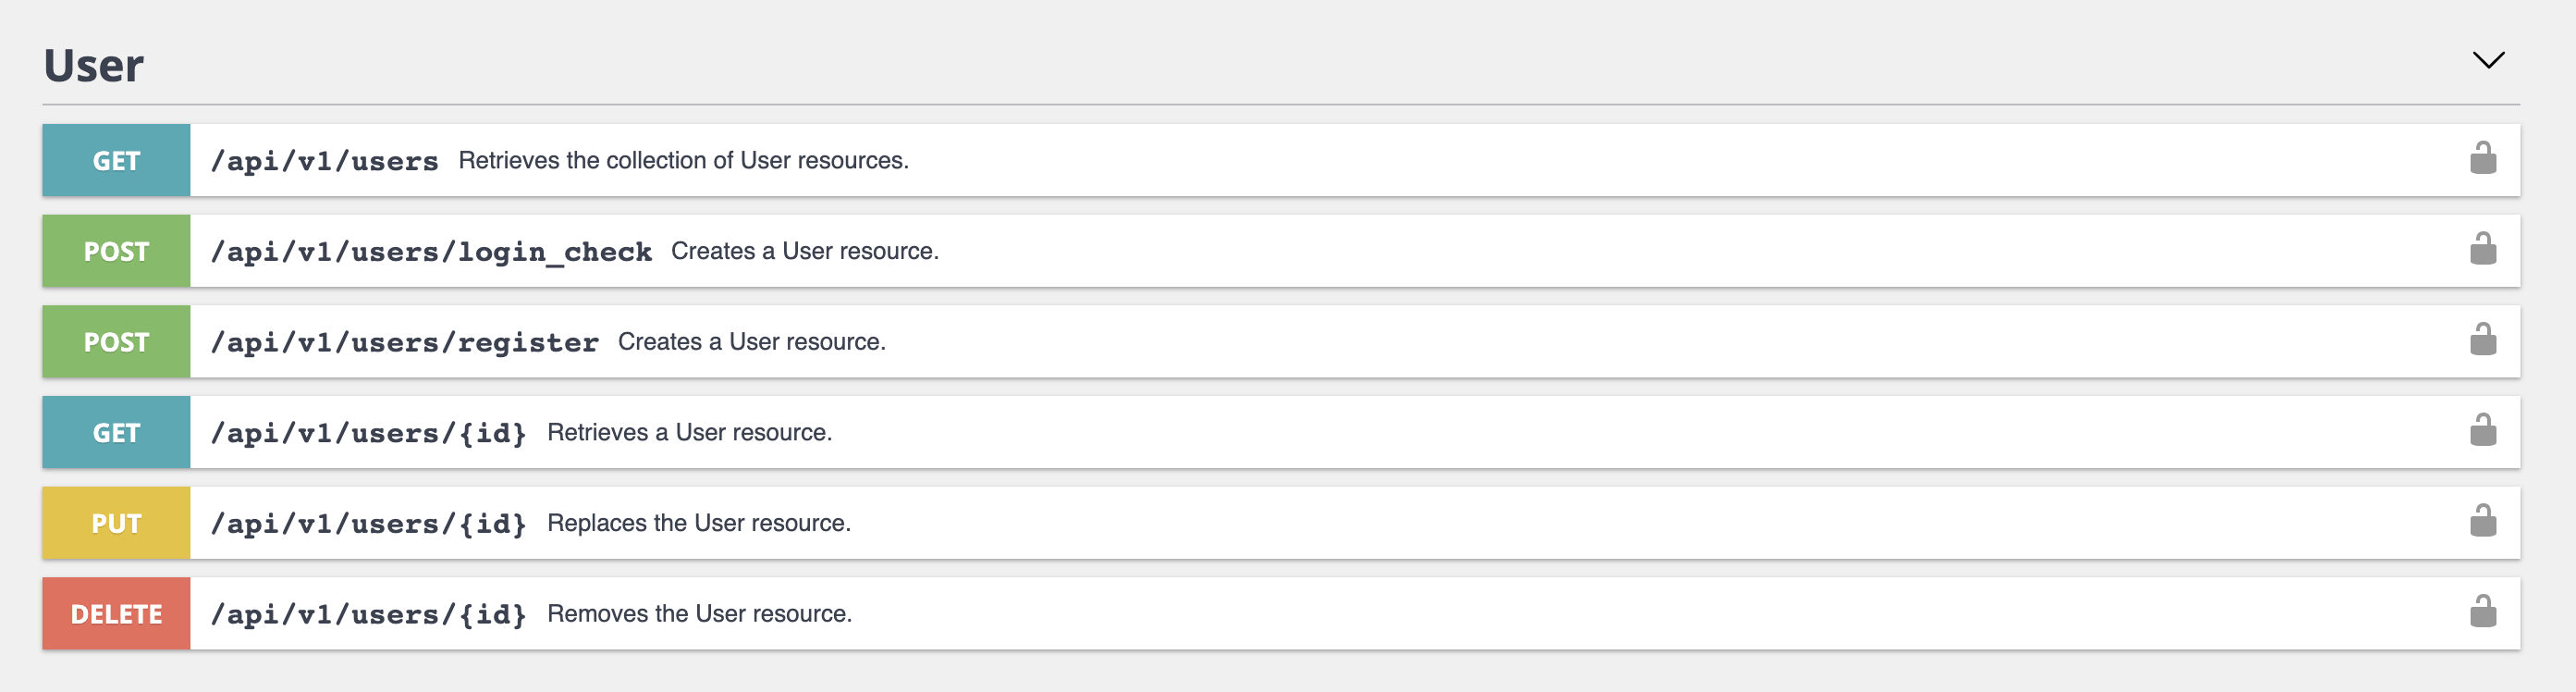 User
GET /api/v1/users Retrieves the collection of User resources.
POST /api/v1/users/login_check Creates a User resource.
POST /api/v1/users/register Creates a User resource.
GET /api/v1/users/{id} Retrieves a User resource.
PUT /api/v1/users/{id} Replaces the User resource.
DELETE /api/v1/users/{id} Removes the User resource.